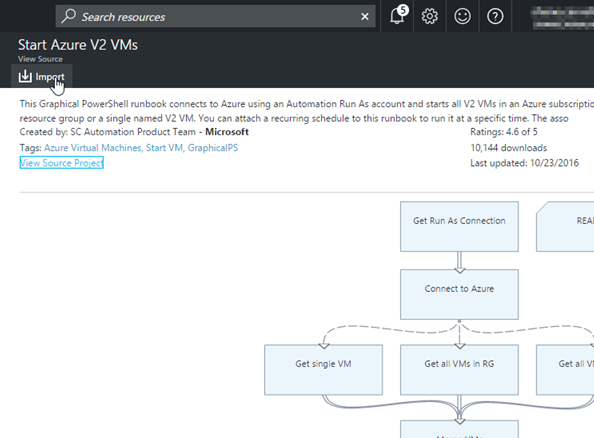 Search resources
5
Start Azure V2 VMs
View Source
Import
This Graphical PowerShell runbook connects to Azure using an Automation Run As account and starts all V2 VMs in an Azure subscriptio
resource group or a single named V2 VM. You can attach a recurring schedule to this runbook to run it at a specific time. The asso
Created by: SC Automation Product Team - Microsoft
Ratings: 4.6 of 5
Tags: Azure Virtual Machines, Start VM, GraphicalPS
10,144 downloads
View Source Project
Last updated: 10/23/2016
Get Run As Connection
REA
Connect to Azure
Get single VM
Get all VMs in RG
Get all V